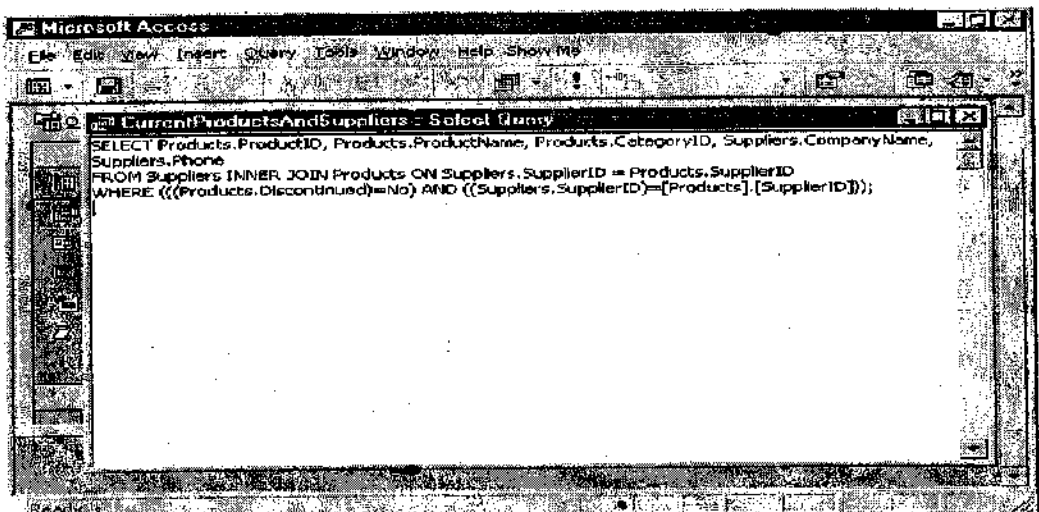 Microsoft Access
File Edit View Insert Query Tools Window Help Show Me
CurrentProductsAndSuppliers : Select Query
SELECT Products.ProductID, Products.ProductName, Products.CategoryID, Suppliers.CompanyName,
Suppliers.Phone
FROM Suppliers INNER JOIN Products ON Suppliers.SupplierID = Products.SupplierID
WHERE (((Products.Discontinued)=No) AND ((Suppliers.SupplierID)=[Products].[SupplierID]));
Ready